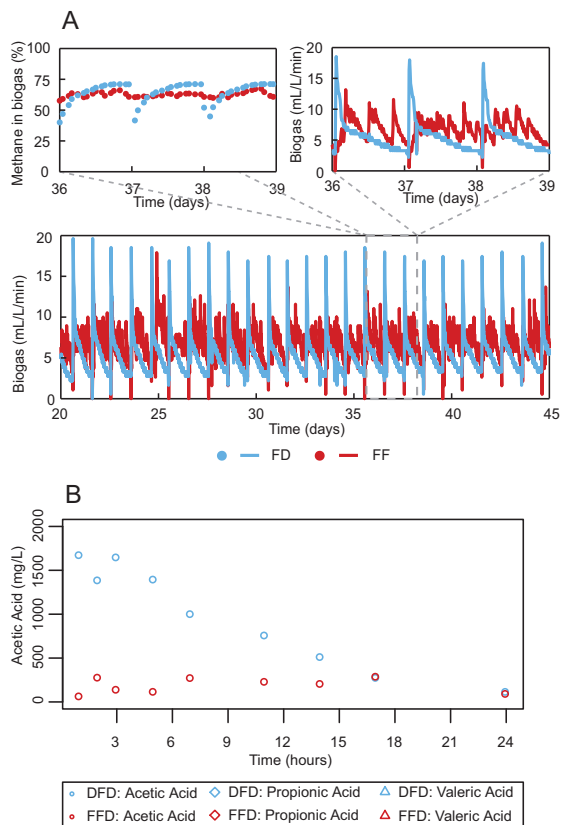 A
Methane in biogas (%)
100
75
50
25
0
36 37 38 39
Time (days)
Biogas (mL/L/min)
20
15
10
5
0
36 37 38 39
Time (days)
Biogas (mL/L/min)
20
15
10
5
0
20 25 30 35 40 45
Time (days)
FD FF
B
Acetic Acid (mg/L)
2000
1500
1000
500
0
3 6 9 11 14 18 21 24
Time (hours)
DFD: Acetic Acid DFD: Propionic Acid DFD: Valeric Acid
FFD: Acetic Acid FFD: Propionic Acid FFD: Valeric Acid